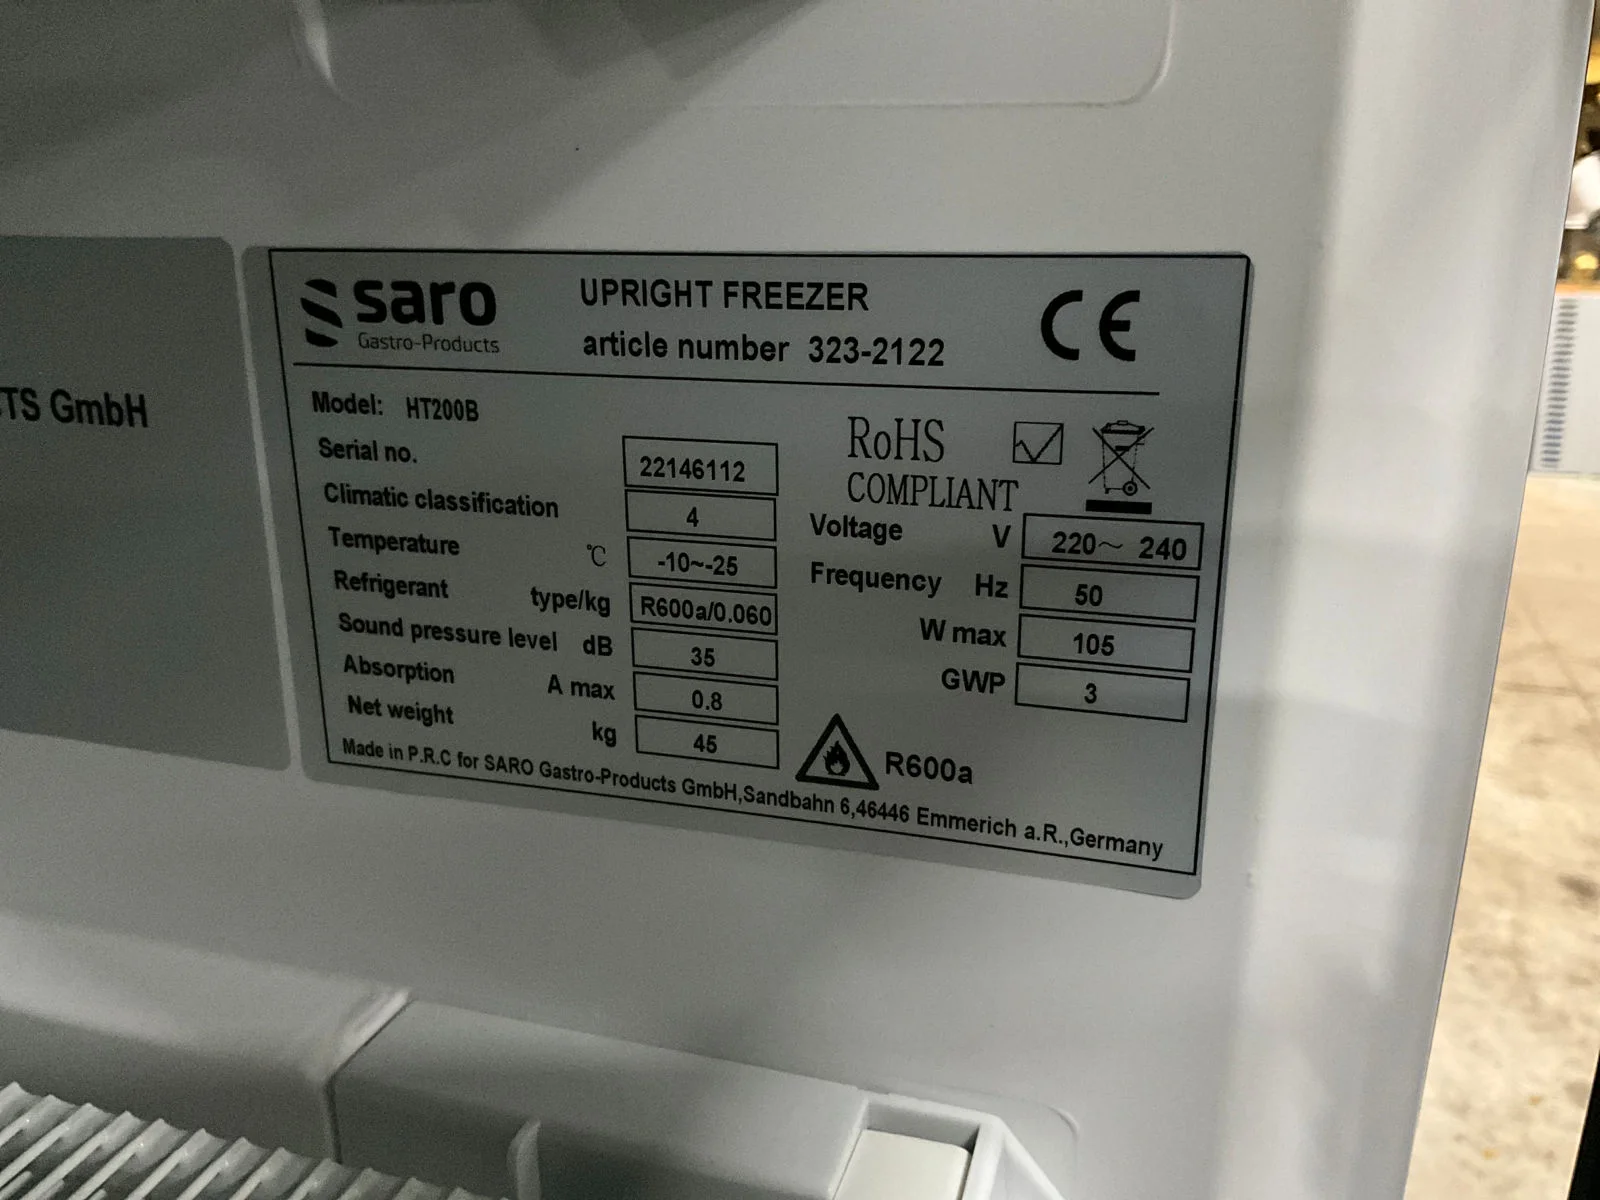 TS GmbH
saro
Gastro-Products
UPRIGHT FREEZER
article number 323-2122
CE
Model: HT200B
Serial no. 22146112
Climatic classification 4
Temperature °C -10~-25
Refrigerant type/kg R600a/0.060
Sound pressure level dB 35
Absorption A max 0.8
Net weight kg 45
RoHS
COMPLIANT
Voltage V 220~ 240
Frequency Hz 50
W max 105
GWP 3
R600a
Made in P.R.C for SARO Gastro-Products GmbH,Sandbahn 6,46446 Emmerich a.R.,Germany